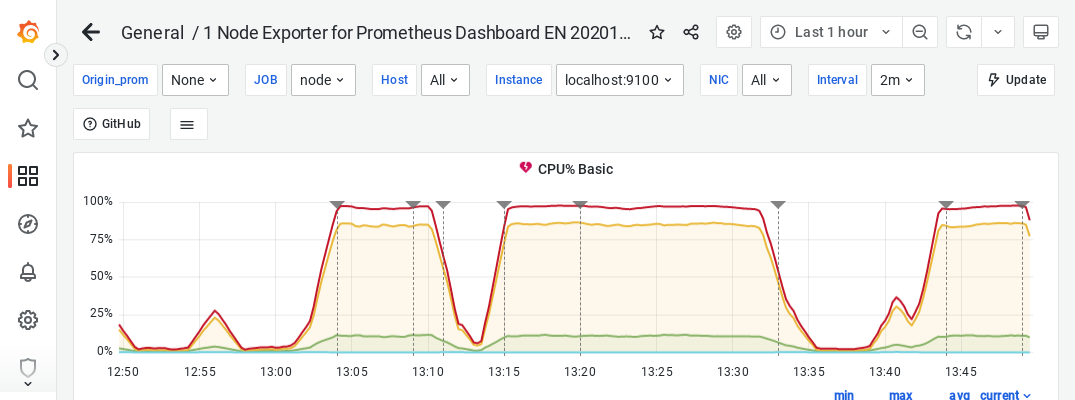 General / 1 Node Exporter for Prometheus Dashboard EN 20201...
Last 1 hour
Origin_prom None JOB node Host All Instance localhost:9100 NIC All Interval 2m Update
GitHub
CPU% Basic
100%
75%
50%
25%
0%
12:50 12:55 13:00 13:05 13:10 13:15 13:20 13:25 13:30 13:35 13:40 13:45
min max avg current